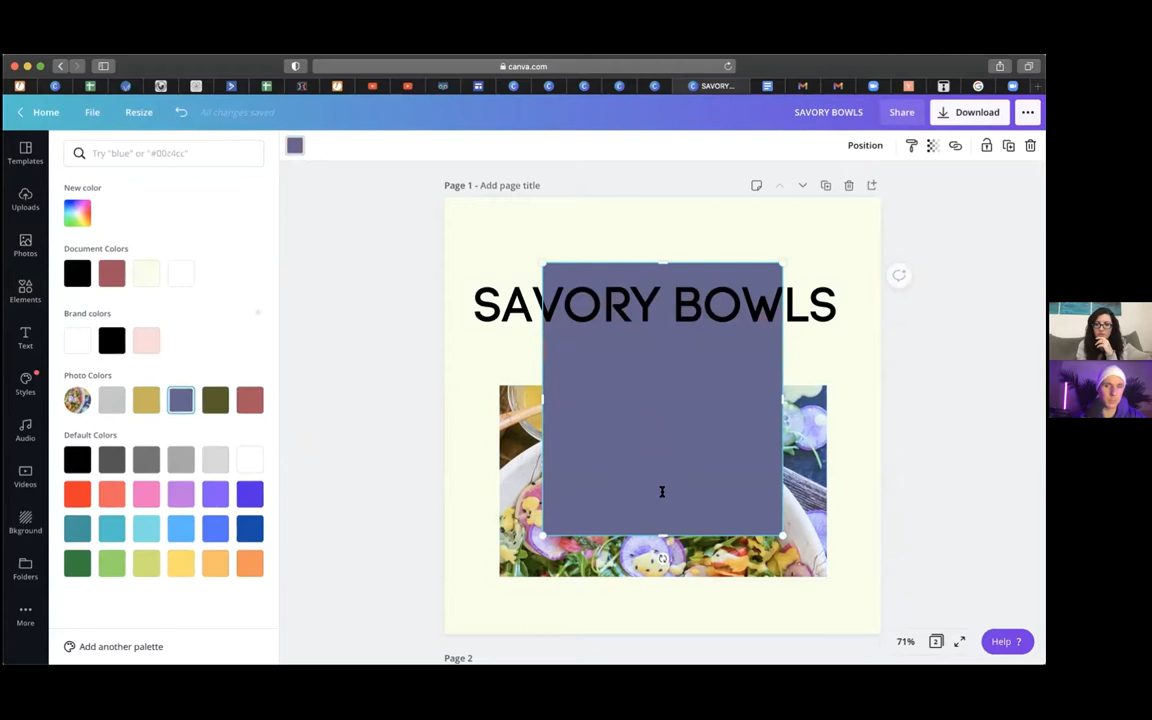 canva.com
SAVORY...
Home File Resize All changes saved SAVORY BOWLS Share Download
Templates
Uploads
Photos
Elements
Text
Styles
Audio
Videos
Bkground
Folders
More
Try "blue" or "#00c4cc"
New color
Document Colors
Brand colors
Photo Colors
Default Colors
Add another palette
Position
Page 1 - Add page title
SAVORY BOWLS
71% 2 Help ?
Page 2